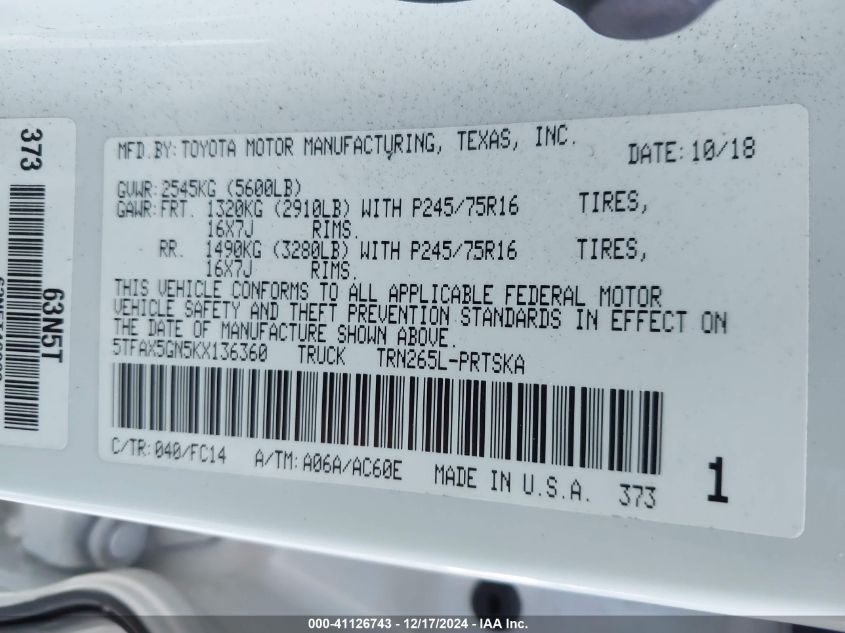 MFD.BY:TOYOTA MOTOR MANUFACTURING, TEXAS, INC. DATE:10/18
GVWR:2545KG (5600LB)
GAWR:FRT. 1320KG (2910LB) WITH P245/75R16 TIRES,
16X7J RIMS.
RR. 1490KG (3280LB) WITH P245/75R16 TIRES,
16X7J RIMS.
THIS VEHICLE CONFORMS TO ALL APPLICABLE FEDERAL MOTOR
VEHICLE SAFETY AND THEFT PREVENTION STANDARDS IN EFFECT ON
THE DATE OF MANUFACTURE SHOWN ABOVE.
5TFAX5GN5KX136360 TRUCK TRN265L-PRTSKA
C/TR:040/FC14 A/TM:A06A/AC60E MADE IN U.S.A. 373 1
373
63N5T
000-41126743 - 12/17/2024 - IAA Inc.